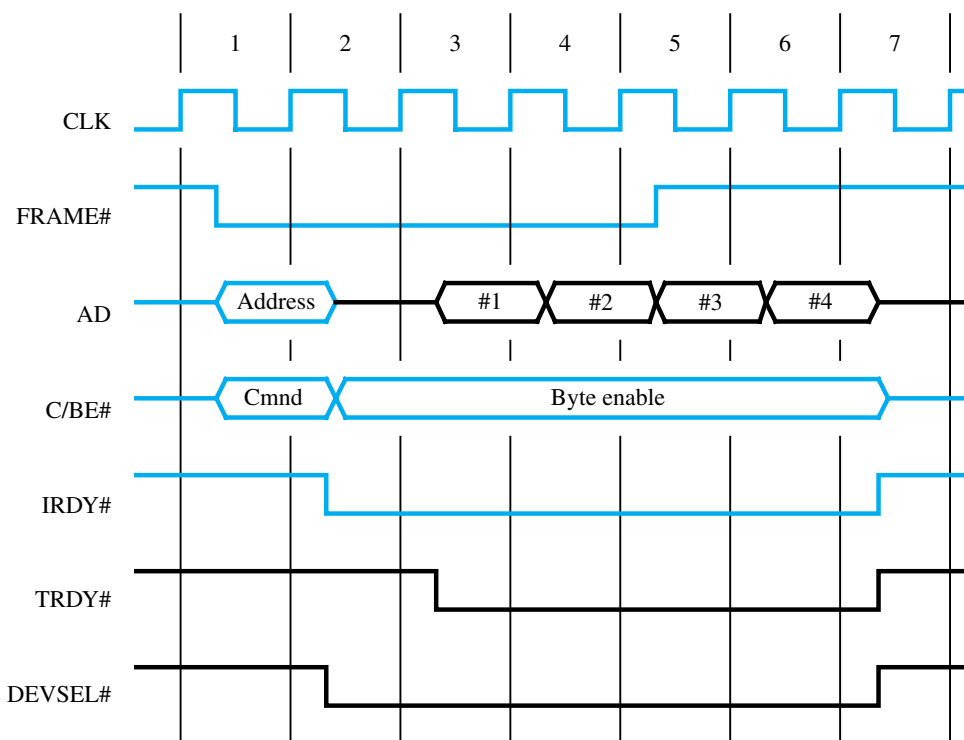 1 2 3 4 5 6 7
CLK
FRAME#
AD Address #1 #2 #3 #4
C/BE# Cmnd Byte enable
IRDY#
TRDY#
DEVSEL#